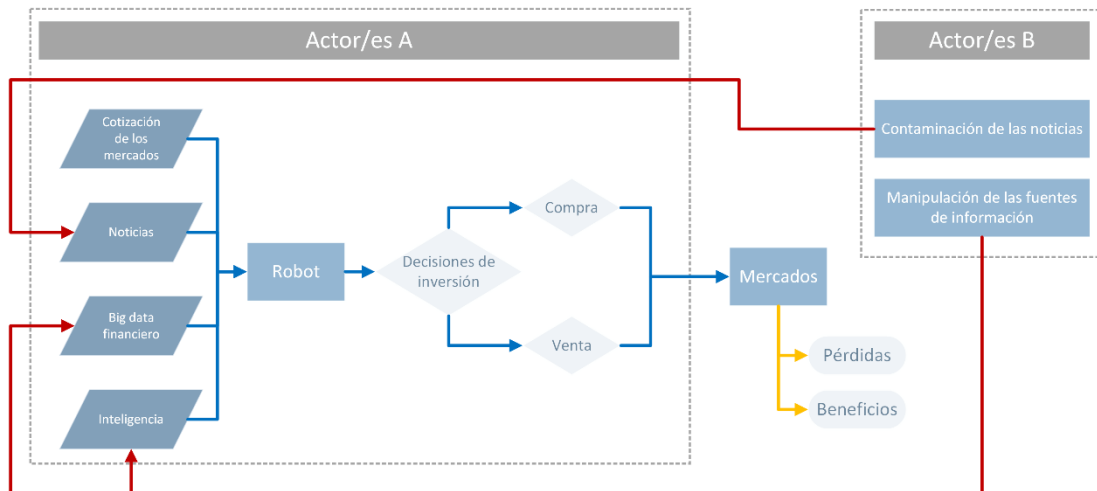 Actor/es A
Actor/es B
Cotización
de los
mercados
Noticias
Big data
financiero
Inteligencia
Robot
Decisiones de
inversión
Compra
Venta
Mercados
Pérdidas
Beneficios
Contaminación de las noticias
Manipulación de las fuentes
de información